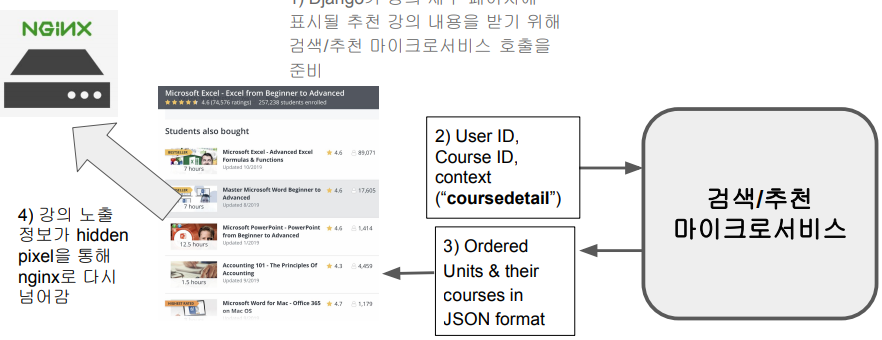 1) Django가 강의 세부 페이지에
표시될 추천 강의 내용을 받기 위해
검색/추천 마이크로서비스 호출을
준비
NGINX
Microsoft Excel - Excel from Beginner to Advanced
4.6 (74,576 ratings) 257,238 students enrolled
Students also bought
BESTSELLER
Microsoft Excel - Advanced Excel
Formulas & Functions
Updated 10/2019
7 hours
4.6 89,071
Master Microsoft Word Beginner to
Advanced
Updated 8/2019
7 hours
4.6 17,605
Microsoft PowerPoint - PowerPoint
from Beginner to Advanced
Updated 1/2019
12.5 hours
4.6 1,414
Accounting 101 - The Principles Of
Accounting
Updated 9/2019
1.5 hours
4.3 4,459
HIGHEST RATED
Microsoft Word for Mac - Office 365
on Mac OS
4.7 1,179
2) User ID,
Course ID,
context
(“coursedetail”)
검색/추천
마이크로서비스
3) Ordered
Units & their
courses in
JSON format
4) 강의 노출
정보가 hidden
pixel을 통해
nginx로 다시
넘어감